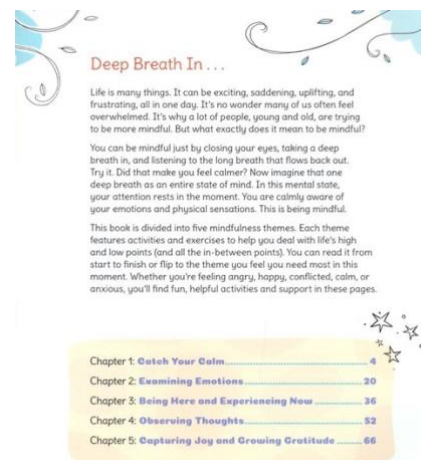 Deep Breath In . . .
Life is many things. It can be exciting, saddening, uplifting, and
frustrating, all in one day. It's no wonder many of us often feel
overwhelmed. It's why a lot of people, young and old, are trying
to be more mindful. But what exactly does it mean to be mindful?
You can be mindful just by closing your eyes, taking a deep
breath in, and listening to the long breath that flows back out.
Try it. Did that make you feel calmer? Now imagine that one
deep breath as an entire state of mind. In this mental state,
your attention rests in the moment. You are calmly aware of
your emotions and physical sensations. This is being mindful.
This book is divided into five mindfulness themes. Each theme
features activities and exercises to help you deal with life's high
and low points (and all the in-between points). You can read it from
start to finish or flip to the theme you feel you need most in this
moment. Whether you're feeling angry, happy, conflicted, calm, or
anxious, you'll find fun, helpful activities and support in these pages.
Chapter 1: Catch Your Calm 4
Chapter 2: Examining Emotions 20
Chapter 3: Being Here and Experiencing Now 36
Chapter 4: Observing Thoughts 52
Chapter 5: Capturing Joy and Growing Gratitude 66